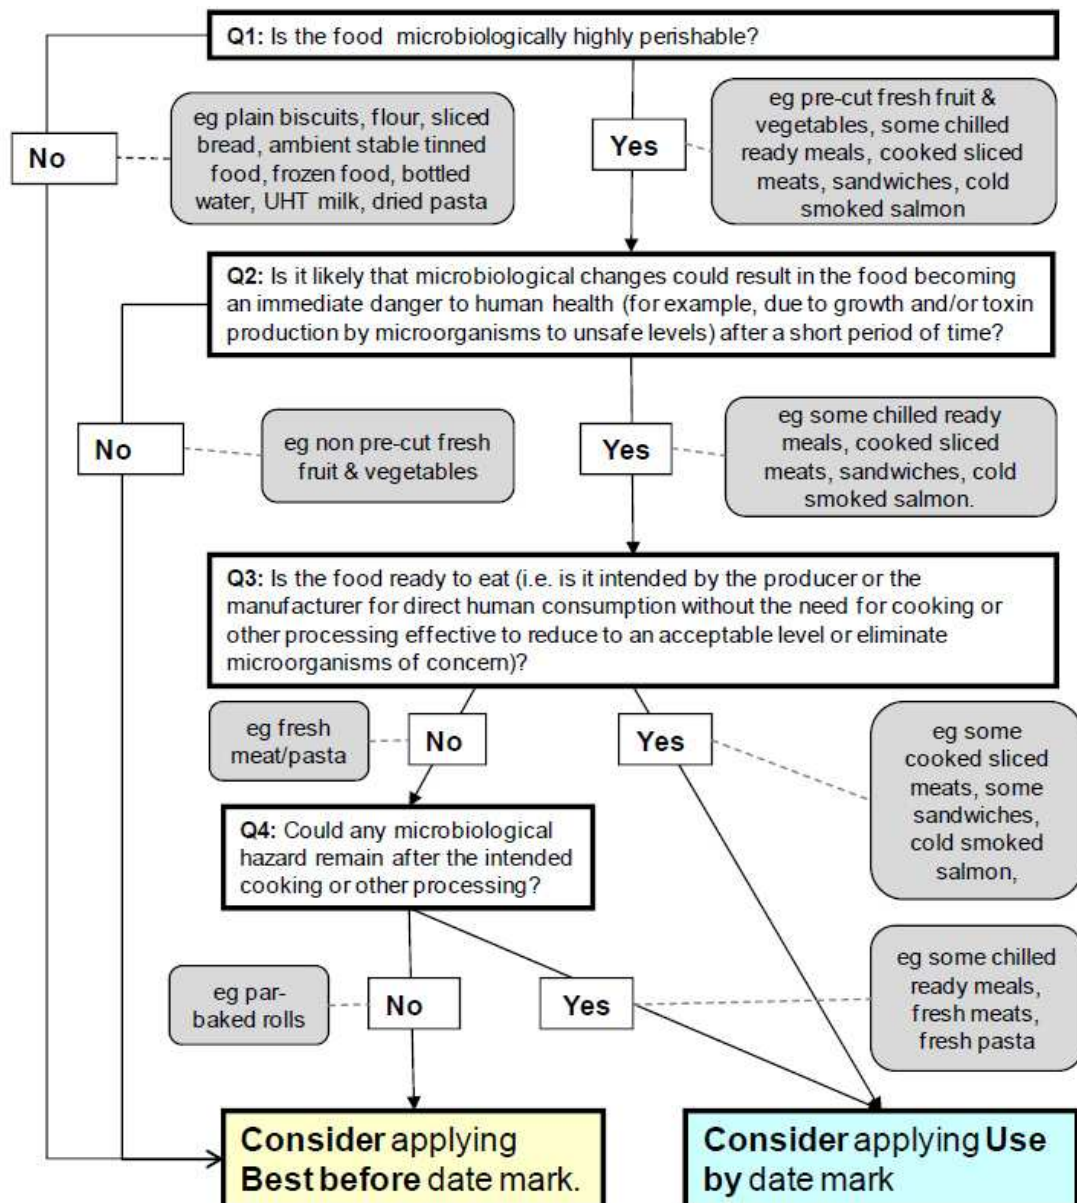 Q1: Is the food microbiologically highly perishable?
No
eg plain biscuits, flour, sliced
bread, ambient stable tinned
food, frozen food, bottled
water, UHT milk, dried pasta
Yes
eg pre-cut fresh fruit &
vegetables, some chilled
ready meals, cooked sliced
meats, sandwiches, cold
smoked salmon
Q2: Is it likely that microbiological changes could result in the food becoming
an immediate danger to human health (for example, due to growth and/or toxin
production by microorganisms to unsafe levels) after a short period of time?
No
eg non pre-cut fresh
fruit & vegetables
Yes
eg some chilled ready
meals, cooked sliced
meats, sandwiches, cold
smoked salmon.
Q3: Is the food ready to eat (i.e. is it intended by the producer or the
manufacturer for direct human consumption without the need for cooking or
other processing effective to reduce to an acceptable level or eliminate
microorganisms of concern)?
eg fresh
meat/pasta
No
Yes
eg some
cooked sliced
meats, some
sandwiches,
cold smoked
salmon,
Q4: Could any microbiological
hazard remain after the intended
cooking or other processing?
eg par-
baked rolls
No
Yes
eg some chilled
ready meals,
fresh meats,
fresh pasta
Consider applying
Best before date mark.
Consider applying Use
by date mark